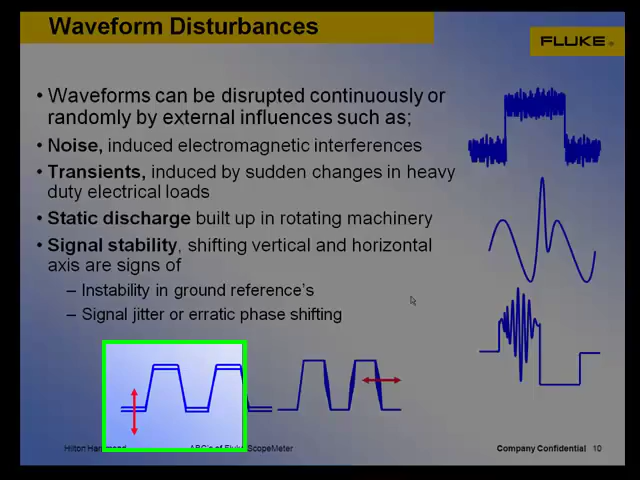 Waveform Disturbances
FLUKE
• Waveforms can be disrupted continuously or
randomly by external influences such as;
• Noise, induced electromagnetic interferences
• Transients, induced by sudden changes in heavy
duty electrical loads
• Static discharge built up in rotating machinery
• Signal stability, shifting vertical and horizontal
axis are signs of
– Instability in ground reference's
– Signal jitter or erratic phase shifting
Hilton ABC's of Fluke ScopeMeter Company Confidential 10